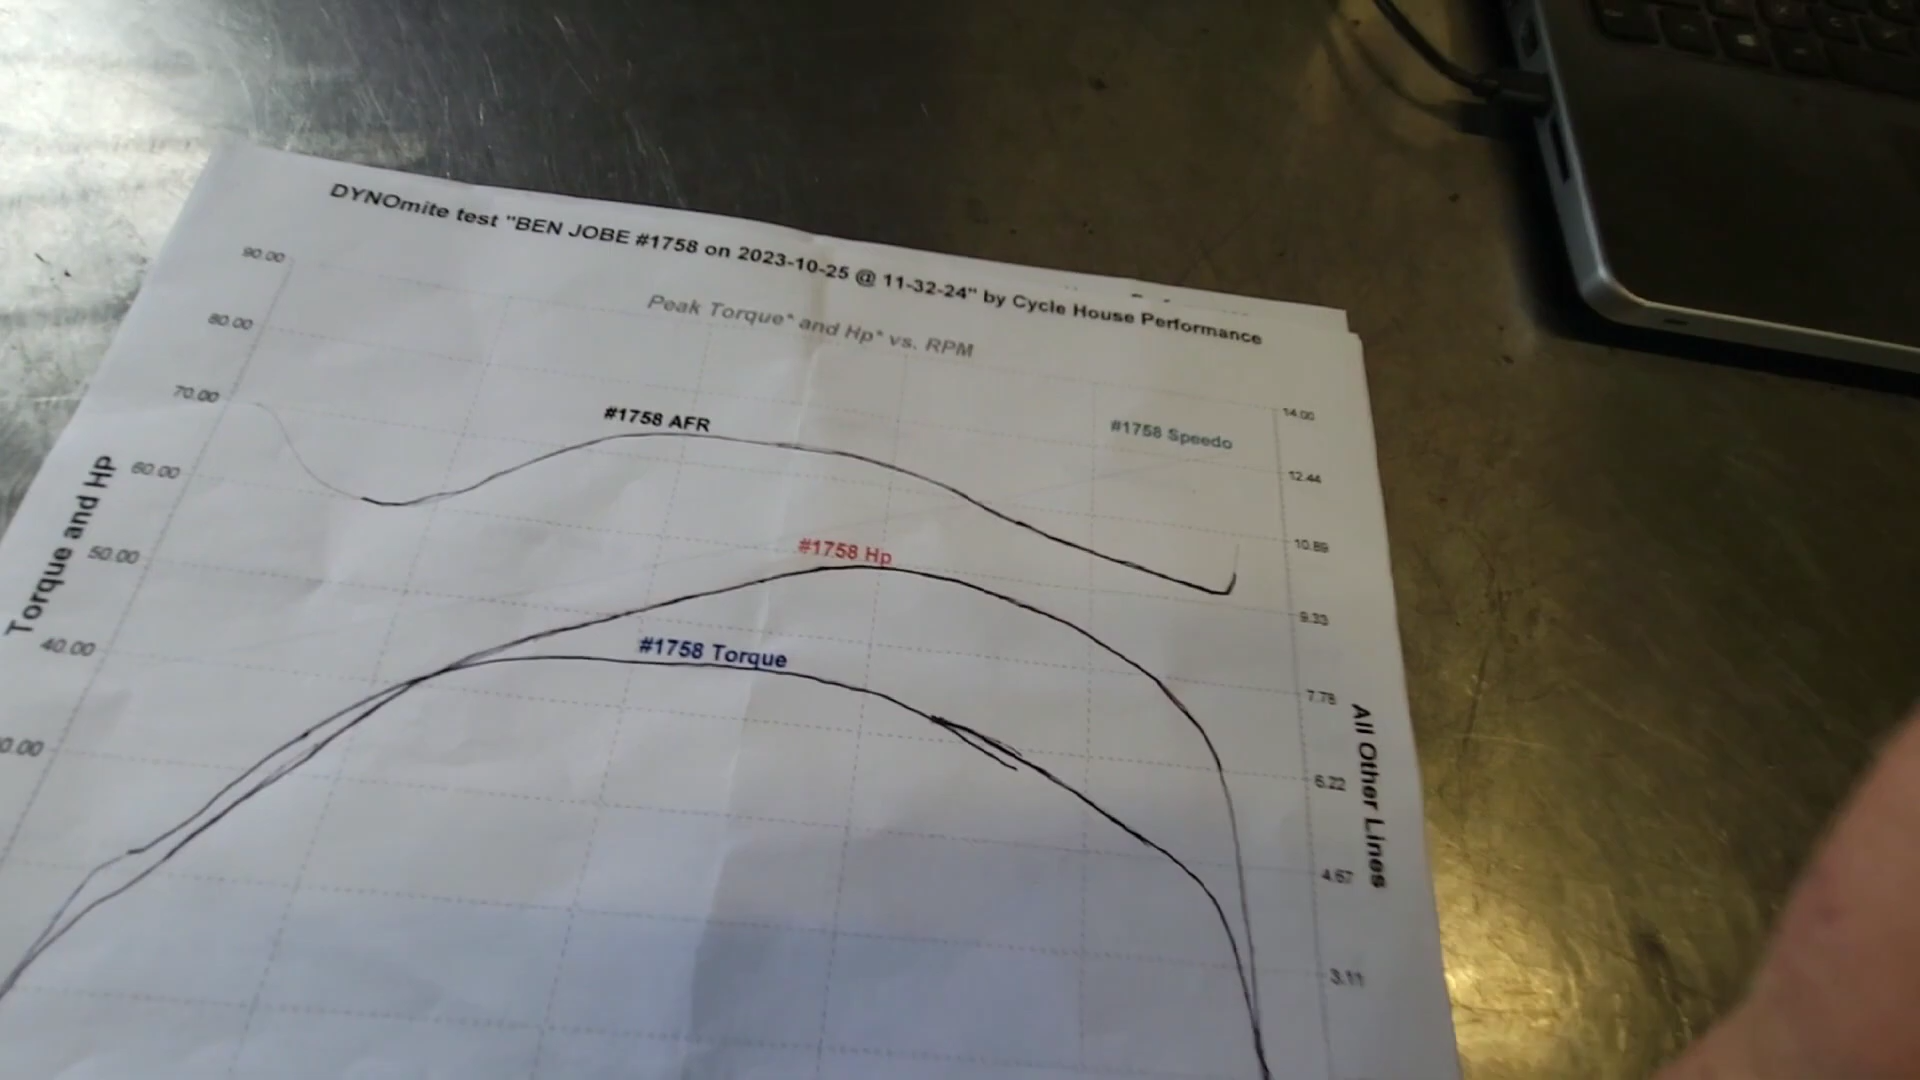 DYNOmite test "BEN JOBE #1758 on 2023-10-25 @ 11-32-24" by Cycle House Performance
Peak Torque* and Hp* vs. RPM
90.00
80.00
70.00
60.00
50.00
40.00
0.00
Torque and Hp
#1758 AFR
#1758 Speedo
#1758 Hp
#1758 Torque
14.00
12.44
10.89
9.33
7.78
6.22
4.67
3.11
All Other Lines